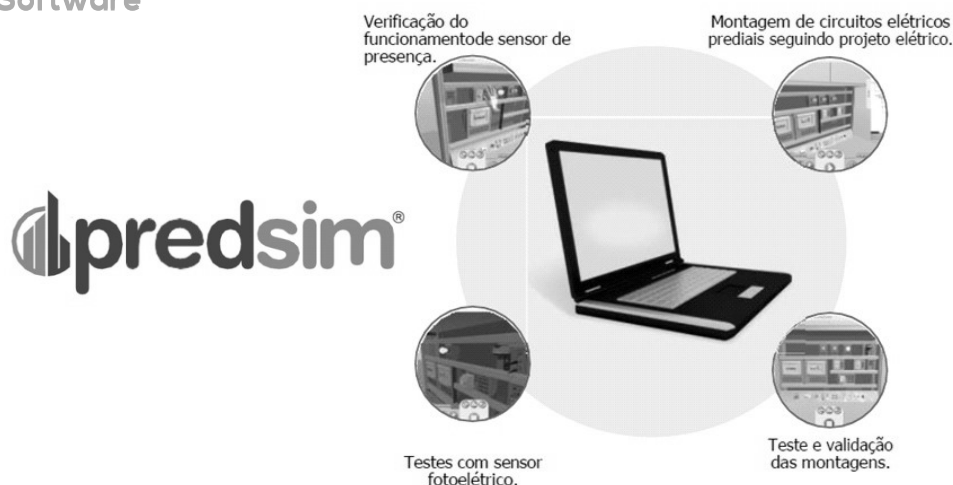 Software
Verificação do
funcionamentode sensor de
presença.
Montagem de circuitos elétricos
prediais seguindo projeto elétrico.
predsim®
Testes com sensor
fotoelétrico.
Teste e validação
das montagens.